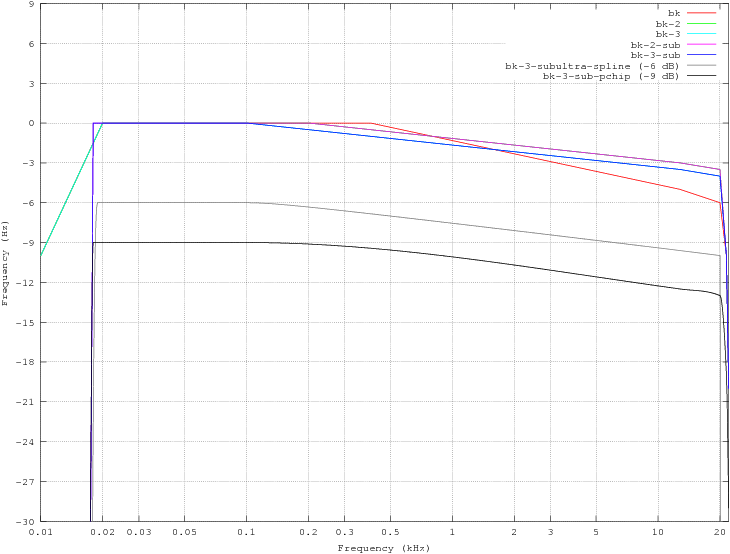 9
6
3
0
-3
-6
-9
-12
-15
-18
-21
-24
-27
-30
Frequency (Hz)
bk
bk-2
bk-3
bk-2-sub
bk-3-sub
bk-3-subultra-spline (-6 dB)
bk-3-sub-pchip (-9 dB)
0.01 0.02 0.03 0.05 0.1 0.2 0.3 0.5 1 2 3 5 10 20
Frequency (kHz)